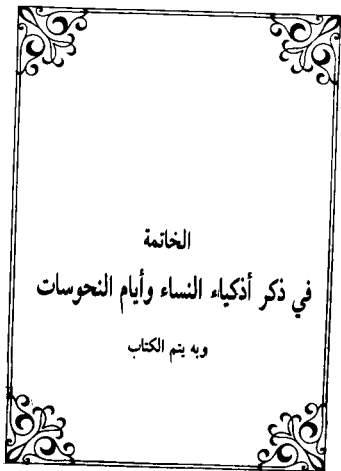 الخاتمة
في ذكر أذكياء النساء وأيام النحوسات
وبه يتم الكتاب